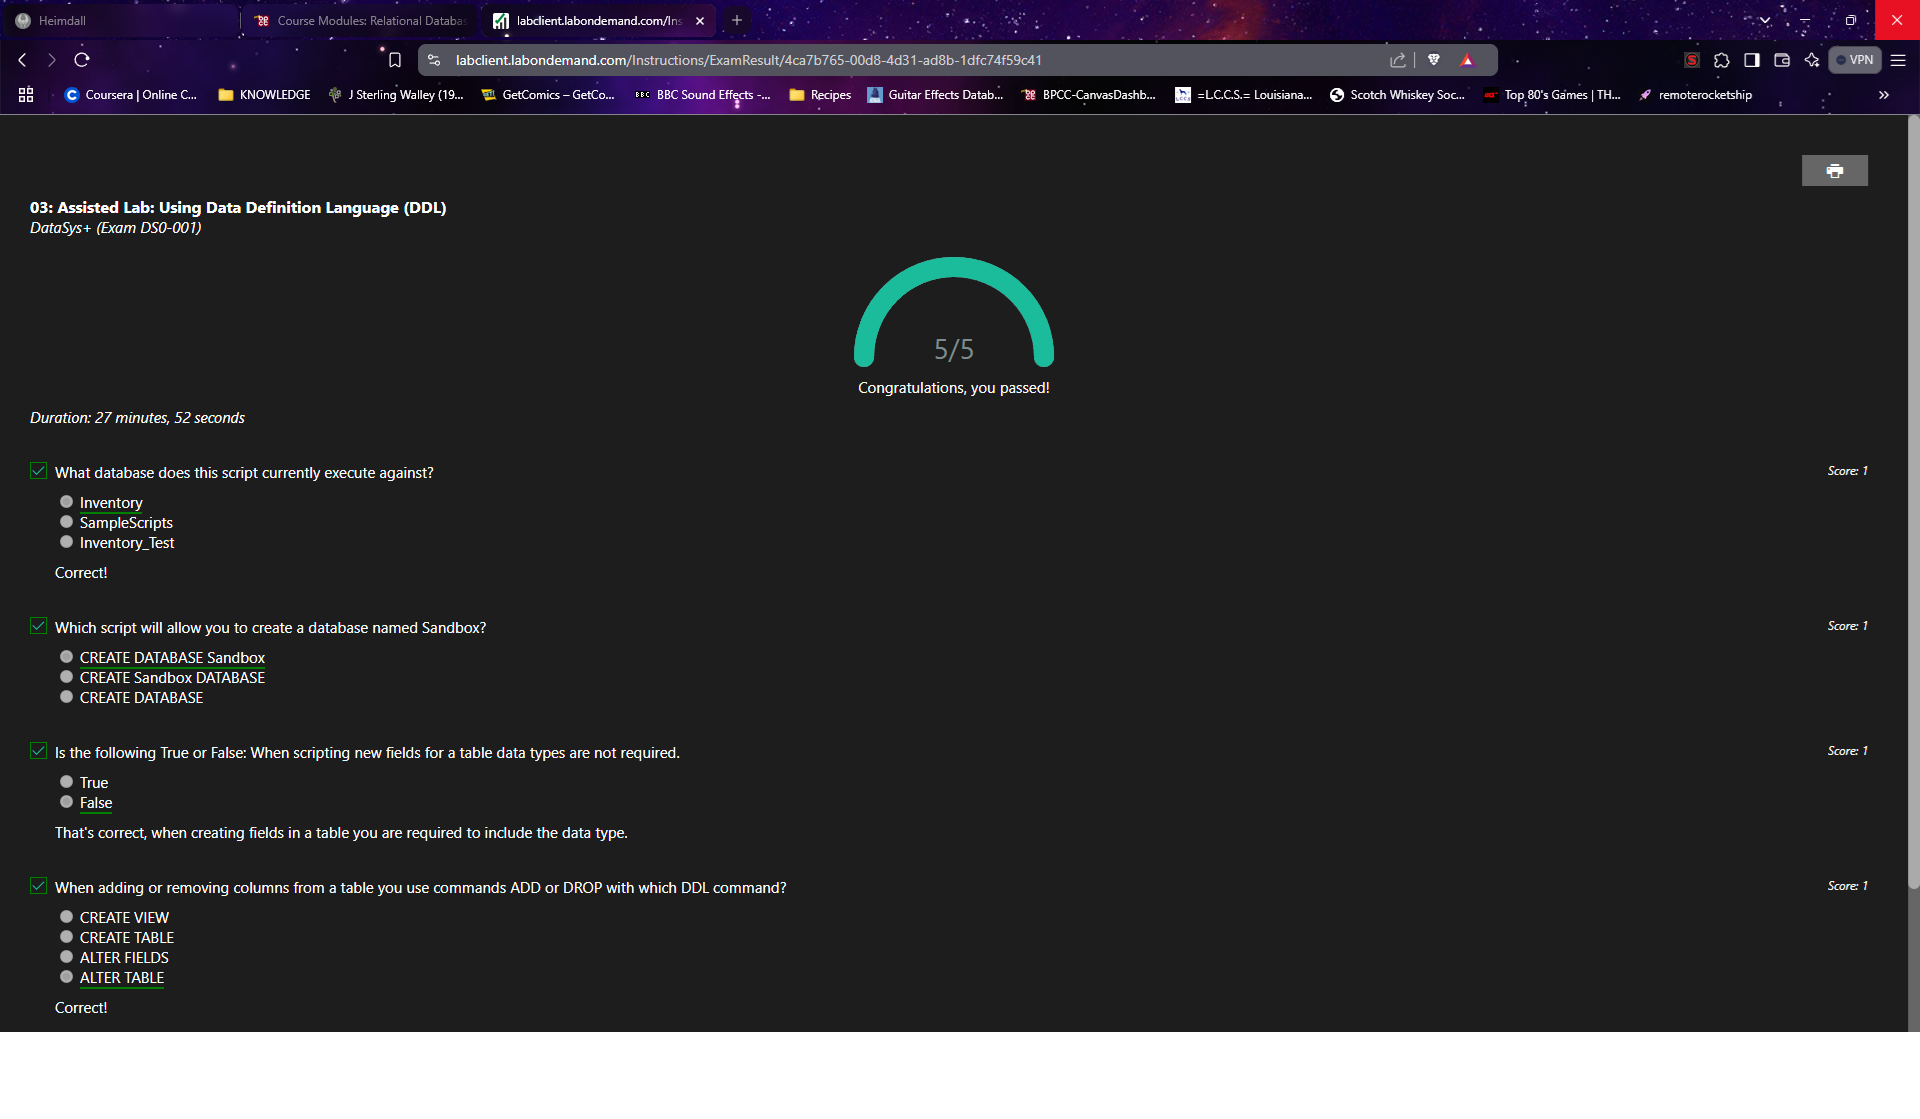 Heimdall
Course Modules: Relational Databas
labclient.labondemand.com/Ins
labclient.labondemand.com/Instructions/ExamResult/4ca7b765-00d8-4d31-ad8b-1dfc74f59c41
VPN
Coursera | Online C...
KNOWLEDGE
J Sterling Walley (19...
GetComics – GetCo...
BBC
BBC Sound Effects -...
Recipes
Guitar Effects Datab...
BPCC-CanvasDashb...
=L.C.C.S.= Louisiana...
Scotch Whiskey Soc...
Top 80's Games | TH...
remoterocketship
03: Assisted Lab: Using Data Definition Language (DDL)
DataSys+ (Exam DS0-001)
5/5
Congratulations, you passed!
Duration: 27 minutes, 52 seconds
What database does this script currently execute against?
Score: 1
Inventory
SampleScripts
Inventory_Test
Correct!
Which script will allow you to create a database named Sandbox?
Score: 1
CREATE DATABASE Sandbox
CREATE Sandbox DATABASE
CREATE DATABASE
Is the following True or False: When scripting new fields for a table data types are not required.
Score: 1
True
False
That's correct, when creating fields in a table you are required to include the data type.
When adding or removing columns from a table you use commands ADD or DROP with which DDL command?
Score: 1
CREATE VIEW
CREATE TABLE
ALTER FIELDS
ALTER TABLE
Correct!